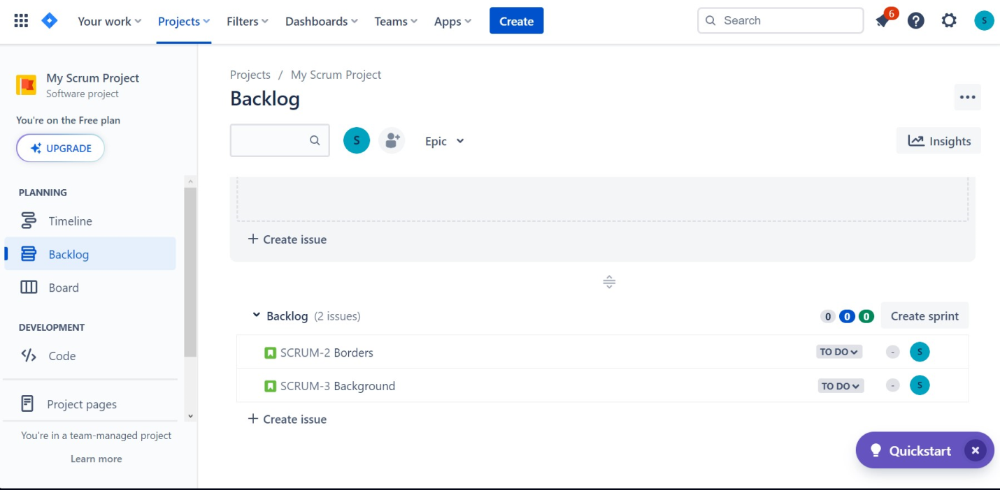 Your work Projects Filters Dashboards Teams Apps Create Search 6 S
My Scrum Project
Software project
You're on the Free plan
UPGRADE
PLANNING
Timeline
Backlog
Board
DEVELOPMENT
Code
Project pages
You're in a team-managed project
Learn more
Projects / My Scrum Project
Backlog
S Epic Insights
+ Create issue
Backlog (2 issues) 0 0 0 Create sprint
SCRUM-2 Borders TO DO - S
SCRUM-3 Background TO DO - S
+ Create issue
Quickstart